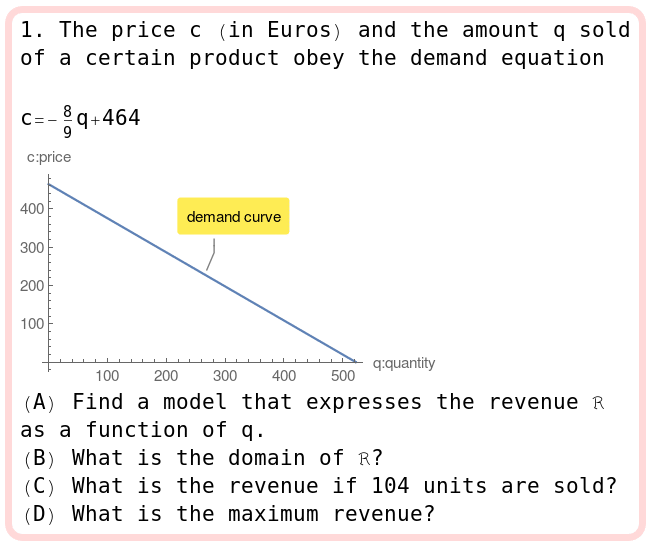 1. The price c (in Euros) and the amount q sold
of a certain product obey the demand equation
c=-8/9 q+464
c:price
demand curve
400
300
200
100
100 200 300 400 500 q:quantity
(A) Find a model that expresses the revenue ℛ
as a function of q.
(B) What is the domain of ℛ?
(C) What is the revenue if 104 units are sold?
(D) What is the maximum revenue?